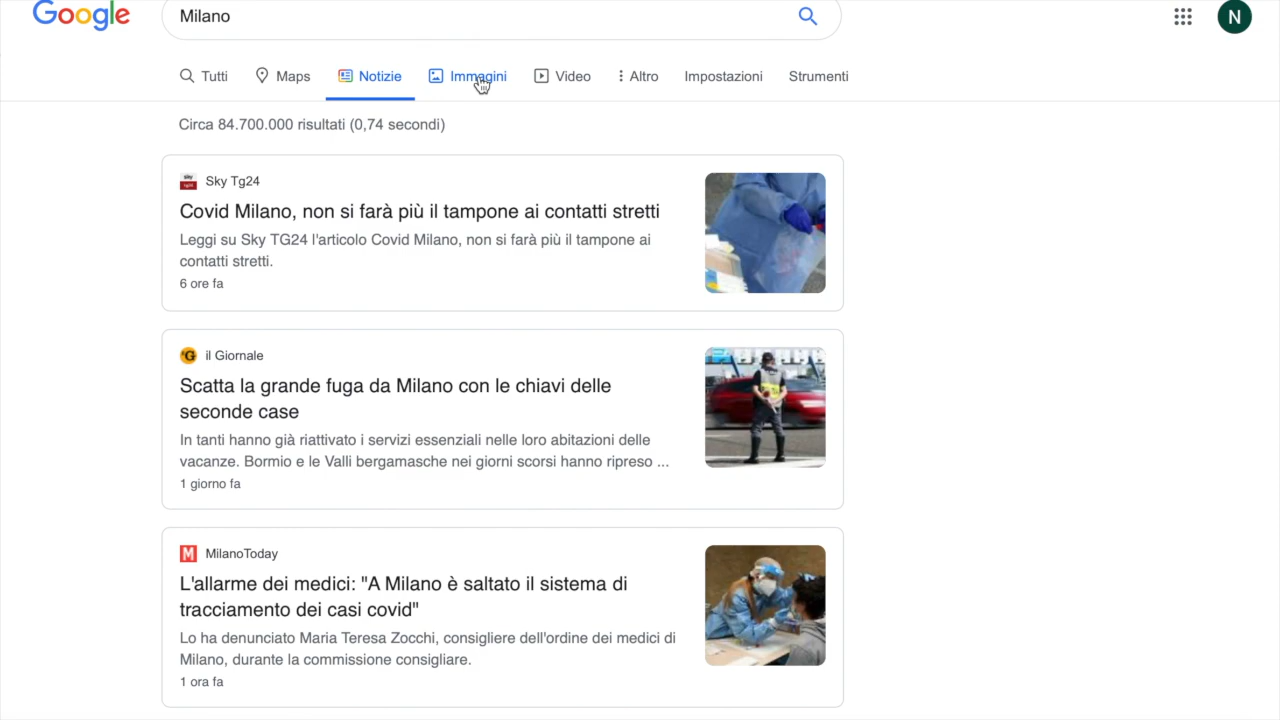 Google
Milano
N
Tutti Maps Notizie Immagini Video Altro Impostazioni Strumenti
Circa 84.700.000 risultati (0,74 secondi)
sky tg24 Sky Tg24
Covid Milano, non si farà più il tampone ai contatti stretti
Leggi su Sky TG24 l'articolo Covid Milano, non si farà più il tampone ai
contatti stretti.
6 ore fa
'G il Giornale
Scatta la grande fuga da Milano con le chiavi delle
seconde case
In tanti hanno già riattivato i servizi essenziali nelle loro abitazioni delle
vacanze. Bormio e le Valli bergamasche nei giorni scorsi hanno ripreso ...
1 giorno fa
M MilanoToday
L'allarme dei medici: "A Milano è saltato il sistema di
tracciamento dei casi covid"
Lo ha denunciato Maria Teresa Zocchi, consigliere dell'ordine dei medici di
Milano, durante la commissione consigliare.
1 ora fa